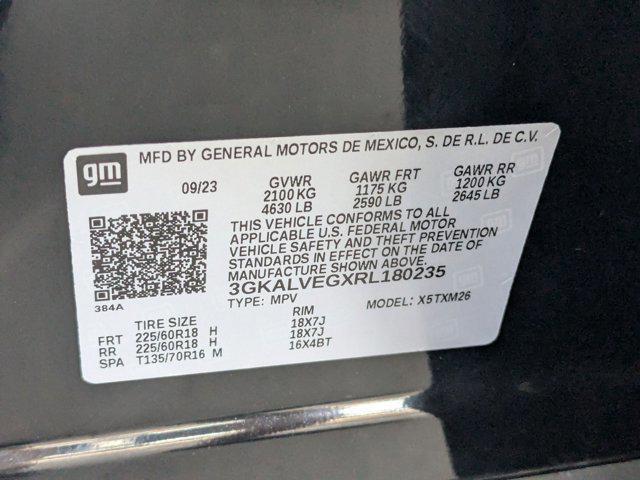 gm
MFD BY GENERAL MOTORS DE MEXICO, S. DE R.L. DE C.V.
09/23 GVWR GAWR FRT GAWR RR
2100 KG 1175 KG 1200 KG
4630 LB 2590 LB 2645 LB
THIS VEHICLE CONFORMS TO ALL
APPLICABLE U.S. FEDERAL MOTOR
VEHICLE SAFETY AND THEFT PREVENTION
STANDARDS IN EFFECT ON THE DATE OF
MANUFACTURE SHOWN ABOVE.
3GKALVEGXRL180235
384A TYPE: MPV MODEL: X5TXM26
TIRE SIZE RIM
FRT 225/60R18 H 18X7J
RR 225/60R18 H 18X7J
SPA T135/70R16 M 16X4BT